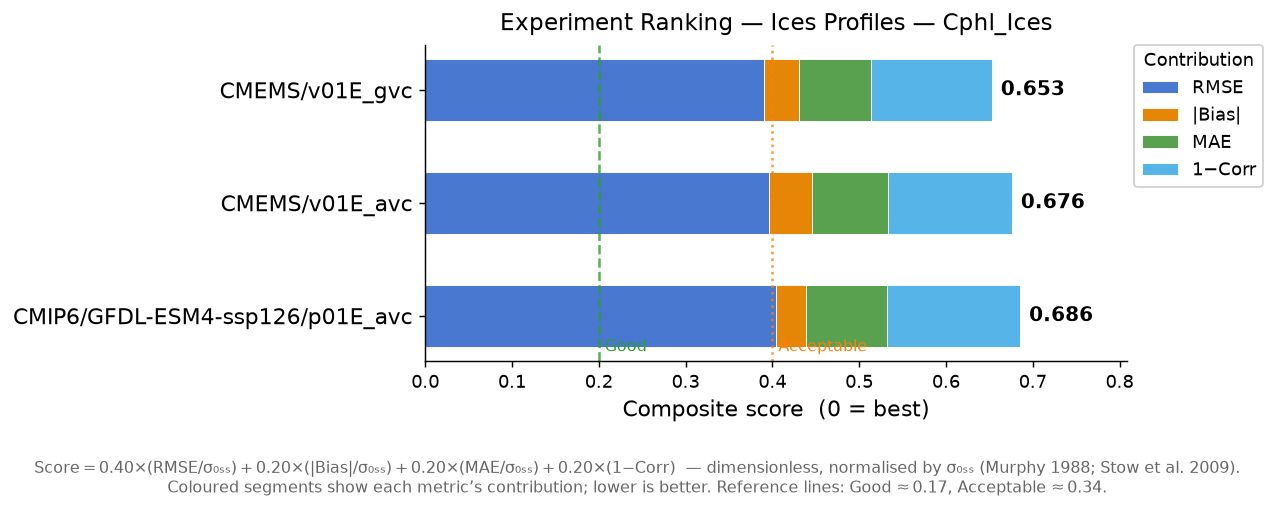 Experiment Ranking — Ices Profiles — Cphl_Ices
CMEMS/v01E_gvc
0.653
CMEMS/v01E_avc
0.676
CMIP6/GFDL-ESM4-ssp126/p01E_avc
0.686
Good
Acceptable
0.0 0.1 0.2 0.3 0.4 0.5 0.6 0.7 0.8
Composite score (0 = best)
Contribution
RMSE
|Bias|
MAE
1−Corr
Score = 0.40×(RMSE/σ₀ₛₛ) + 0.20×(|Bias|/σ₀ₛₛ) + 0.20×(MAE/σ₀ₛₛ) + 0.20×(1−Corr) — dimensionless, normalised by σ₀ₛₛ (Murphy 1988; Stow et al. 2009).
Coloured segments show each metric’s contribution; lower is better. Reference lines: Good ≈ 0.17, Acceptable ≈ 0.34.